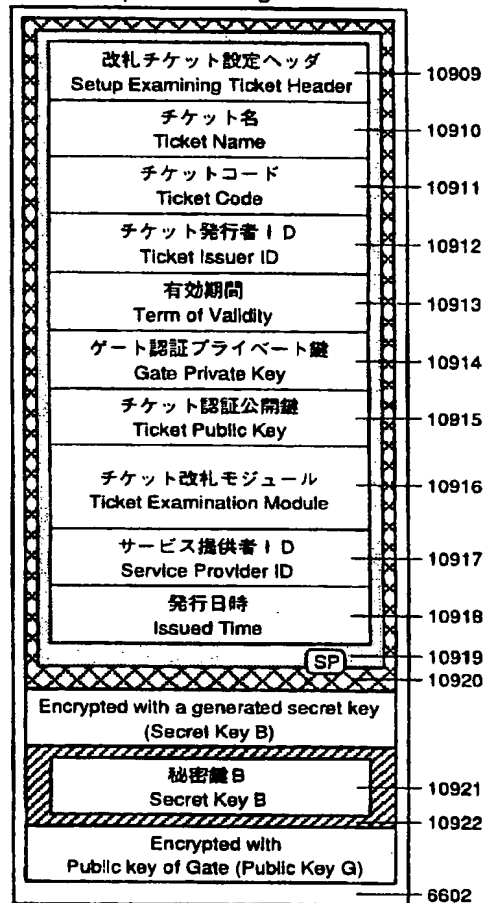 改札チケット設定ヘッダ
Setup Examining Ticket Header
10909
チケット名
Ticket Name
10910
チケットコード
Ticket Code
10911
チケット発行者ＩＤ
Ticket Issuer ID
10912
有効期間
Term of Validity
10913
ゲート認証プライベート鍵
Gate Private Key
10914
チケット認証公開鍵
Ticket Public Key
10915
チケット改札モジュール
Ticket Examination Module
10916
サービス提供者ＩＤ
Service Provider ID
10917
発行日時
Issued Time
10918
SP
10919
10920
Encrypted with a generated secret key
(Secret Key B)
秘密鍵B
Secret Key B
10921
10922
Encrypted with
Public key of Gate (Public Key G)
6602